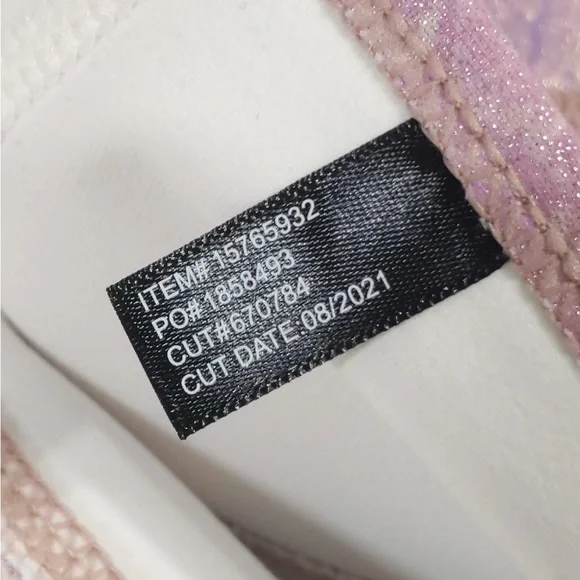 ITEM# 15765932
PO#1858493
CUT#670784
CUT DATE 08/2021